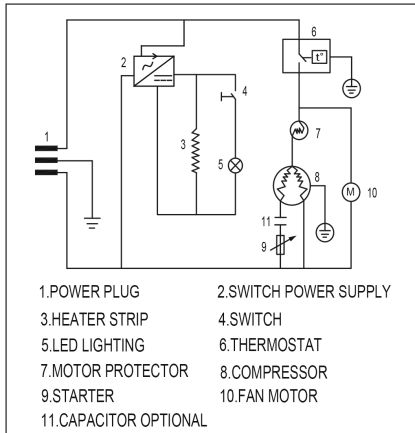 6
2
t°
4
1
3
7
5
8
M
10
11
9
1.POWER PLUG 2.SWITCH POWER SUPPLY
3.HEATER STRIP 4.SWITCH
5.LED LIGHTING 6.THERMOSTAT
7.MOTOR PROTECTOR 8.COMPRESSOR
9.STARTER 10.FAN MOTOR
11.CAPACITOR OPTIONAL